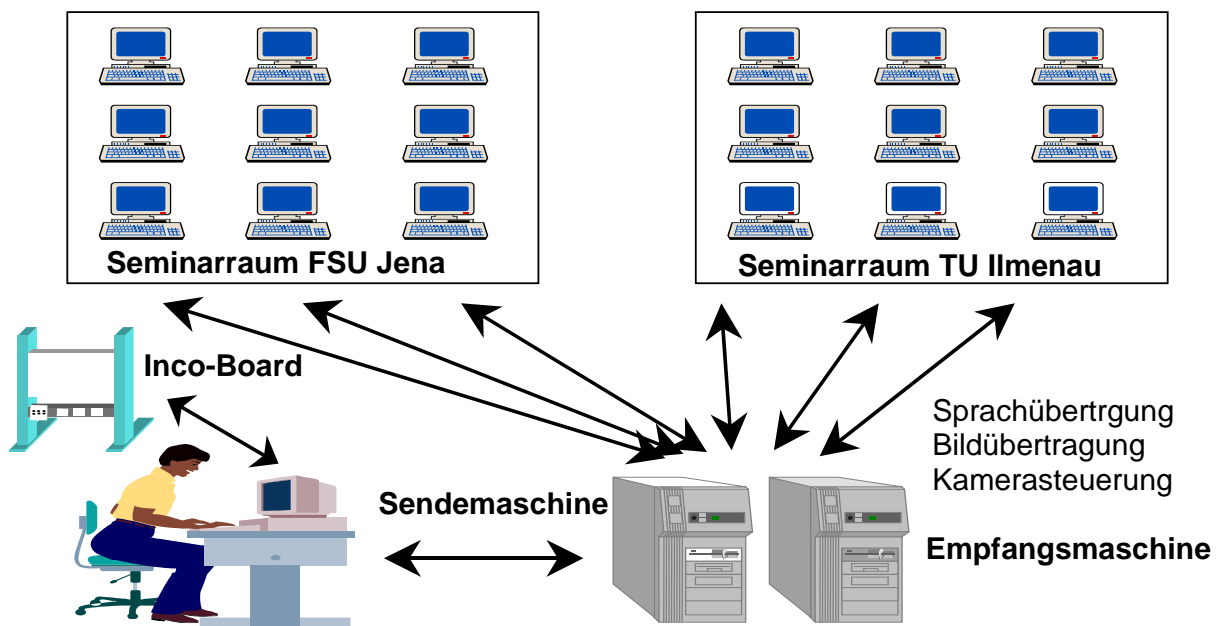 Seminarraum FSU Jena
Seminarraum TU Ilmenau
Inco-Board
Sprachübertrgung
Bildübertragung
Kamerasteuerung
Sendemaschine
Empfangsmaschine